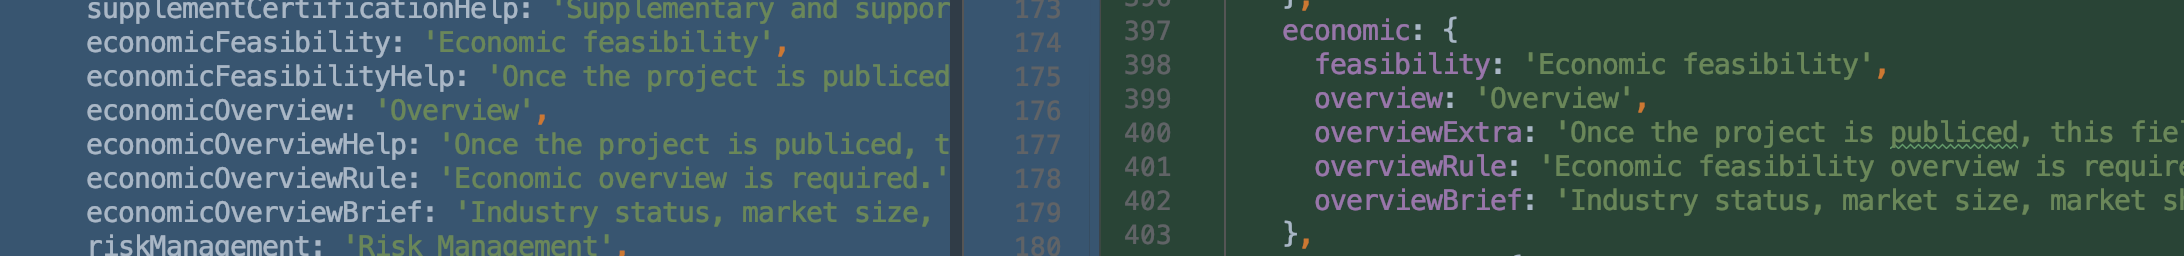 supplementCertificationHelp: 'Supplementary and suppor
economicFeasibility: 'Economic feasibility',
economicFeasibilityHelp: 'Once the project is publiced
economicOverview: 'Overview',
economicOverviewHelp: 'Once the project is publiced, t
economicOverviewRule: 'Economic overview is required.'
economicOverviewBrief: 'Industry status, market size,
riskManagement: 'Risk Management',
173
174
175
176
177
178
179
180
396 },
397 economic: {
398 feasibility: 'Economic feasibility',
399 overview: 'Overview',
400 overviewExtra: 'Once the project is publiced, this fie
401 overviewRule: 'Economic feasibility overview is require
402 overviewBrief: 'Industry status, market size, market sh
403 },